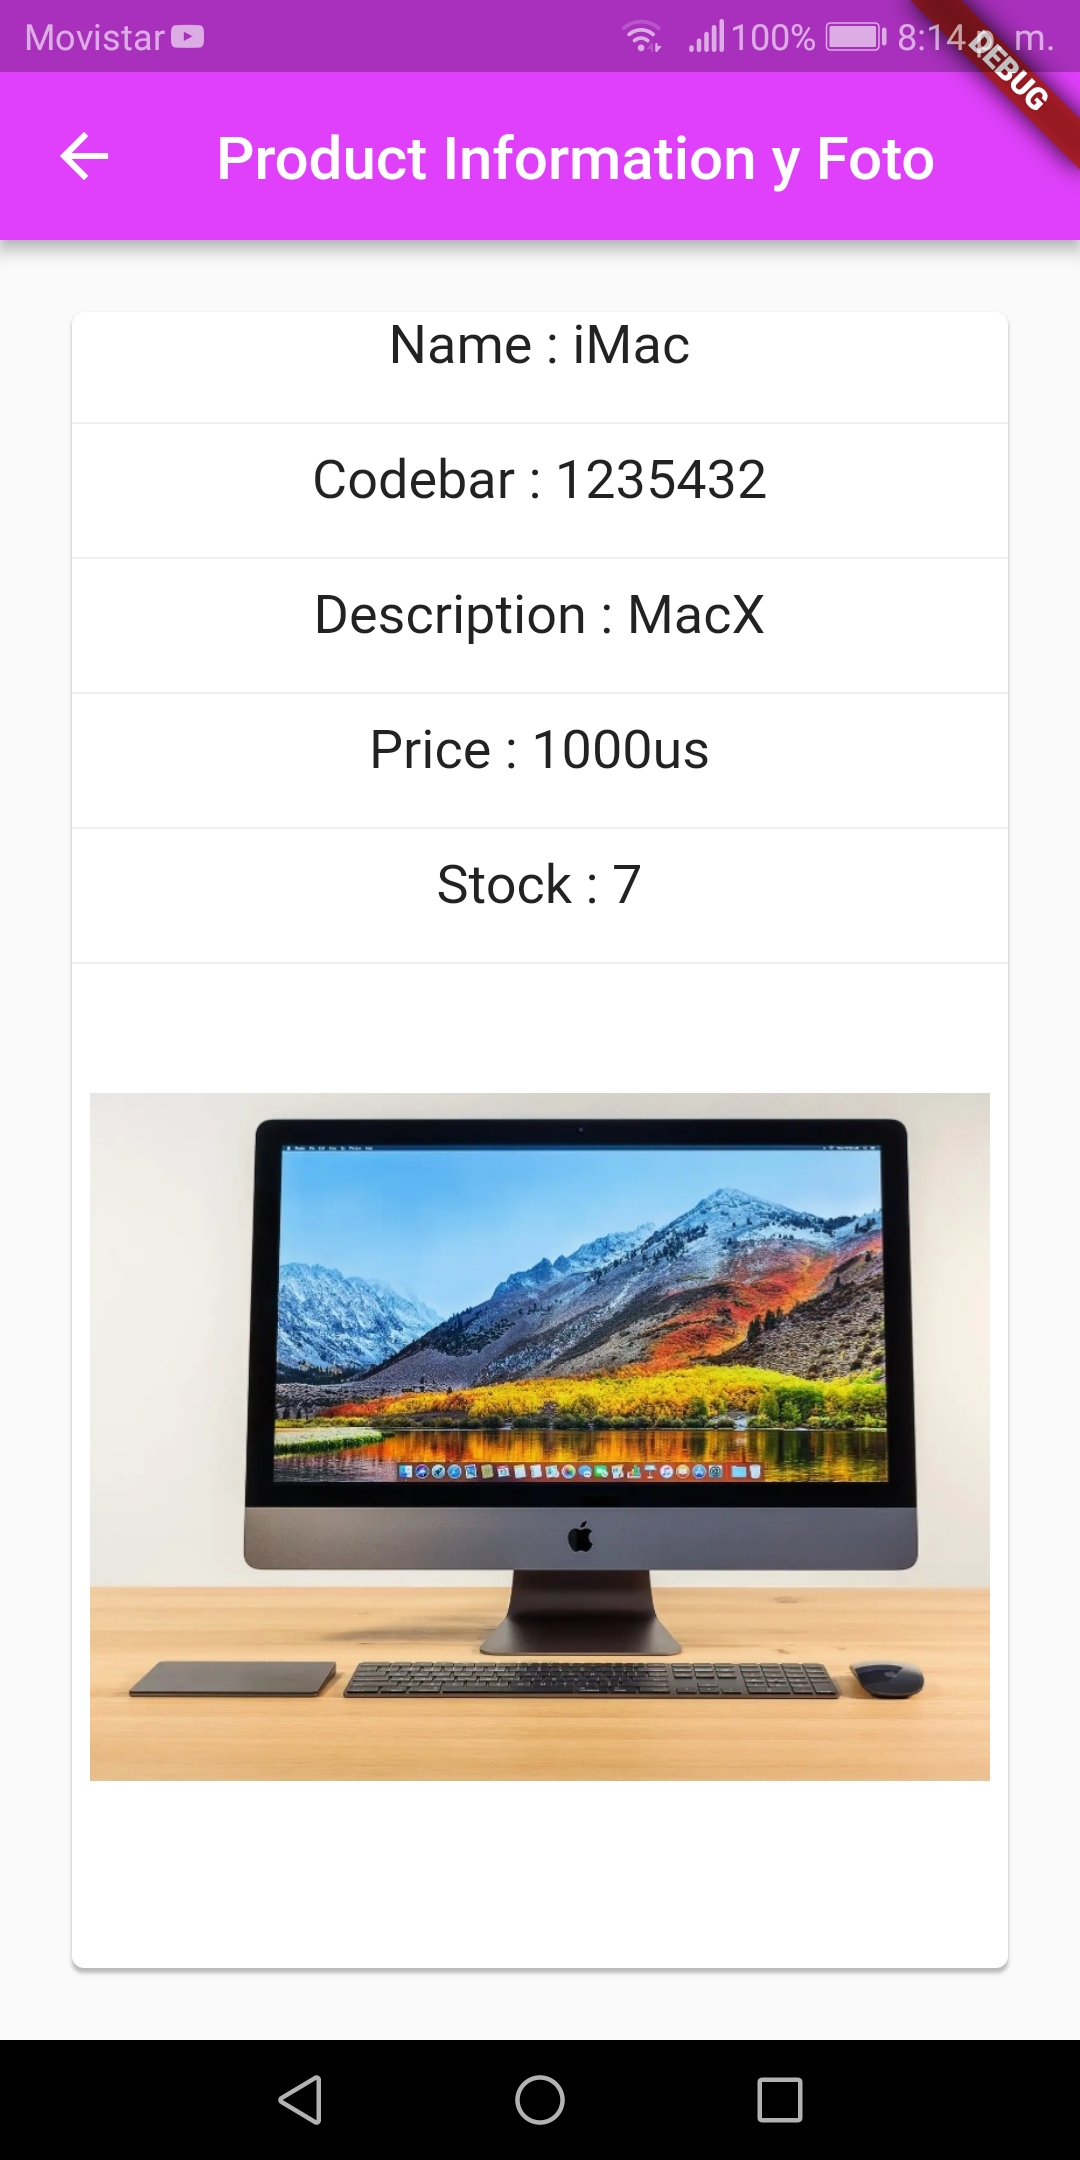 Movistar 100% 8:14 p. m.
DEBUG
Product Information y Foto
Name : iMac
Codebar : 1235432
Description : MacX
Price : 1000us
Stock : 7